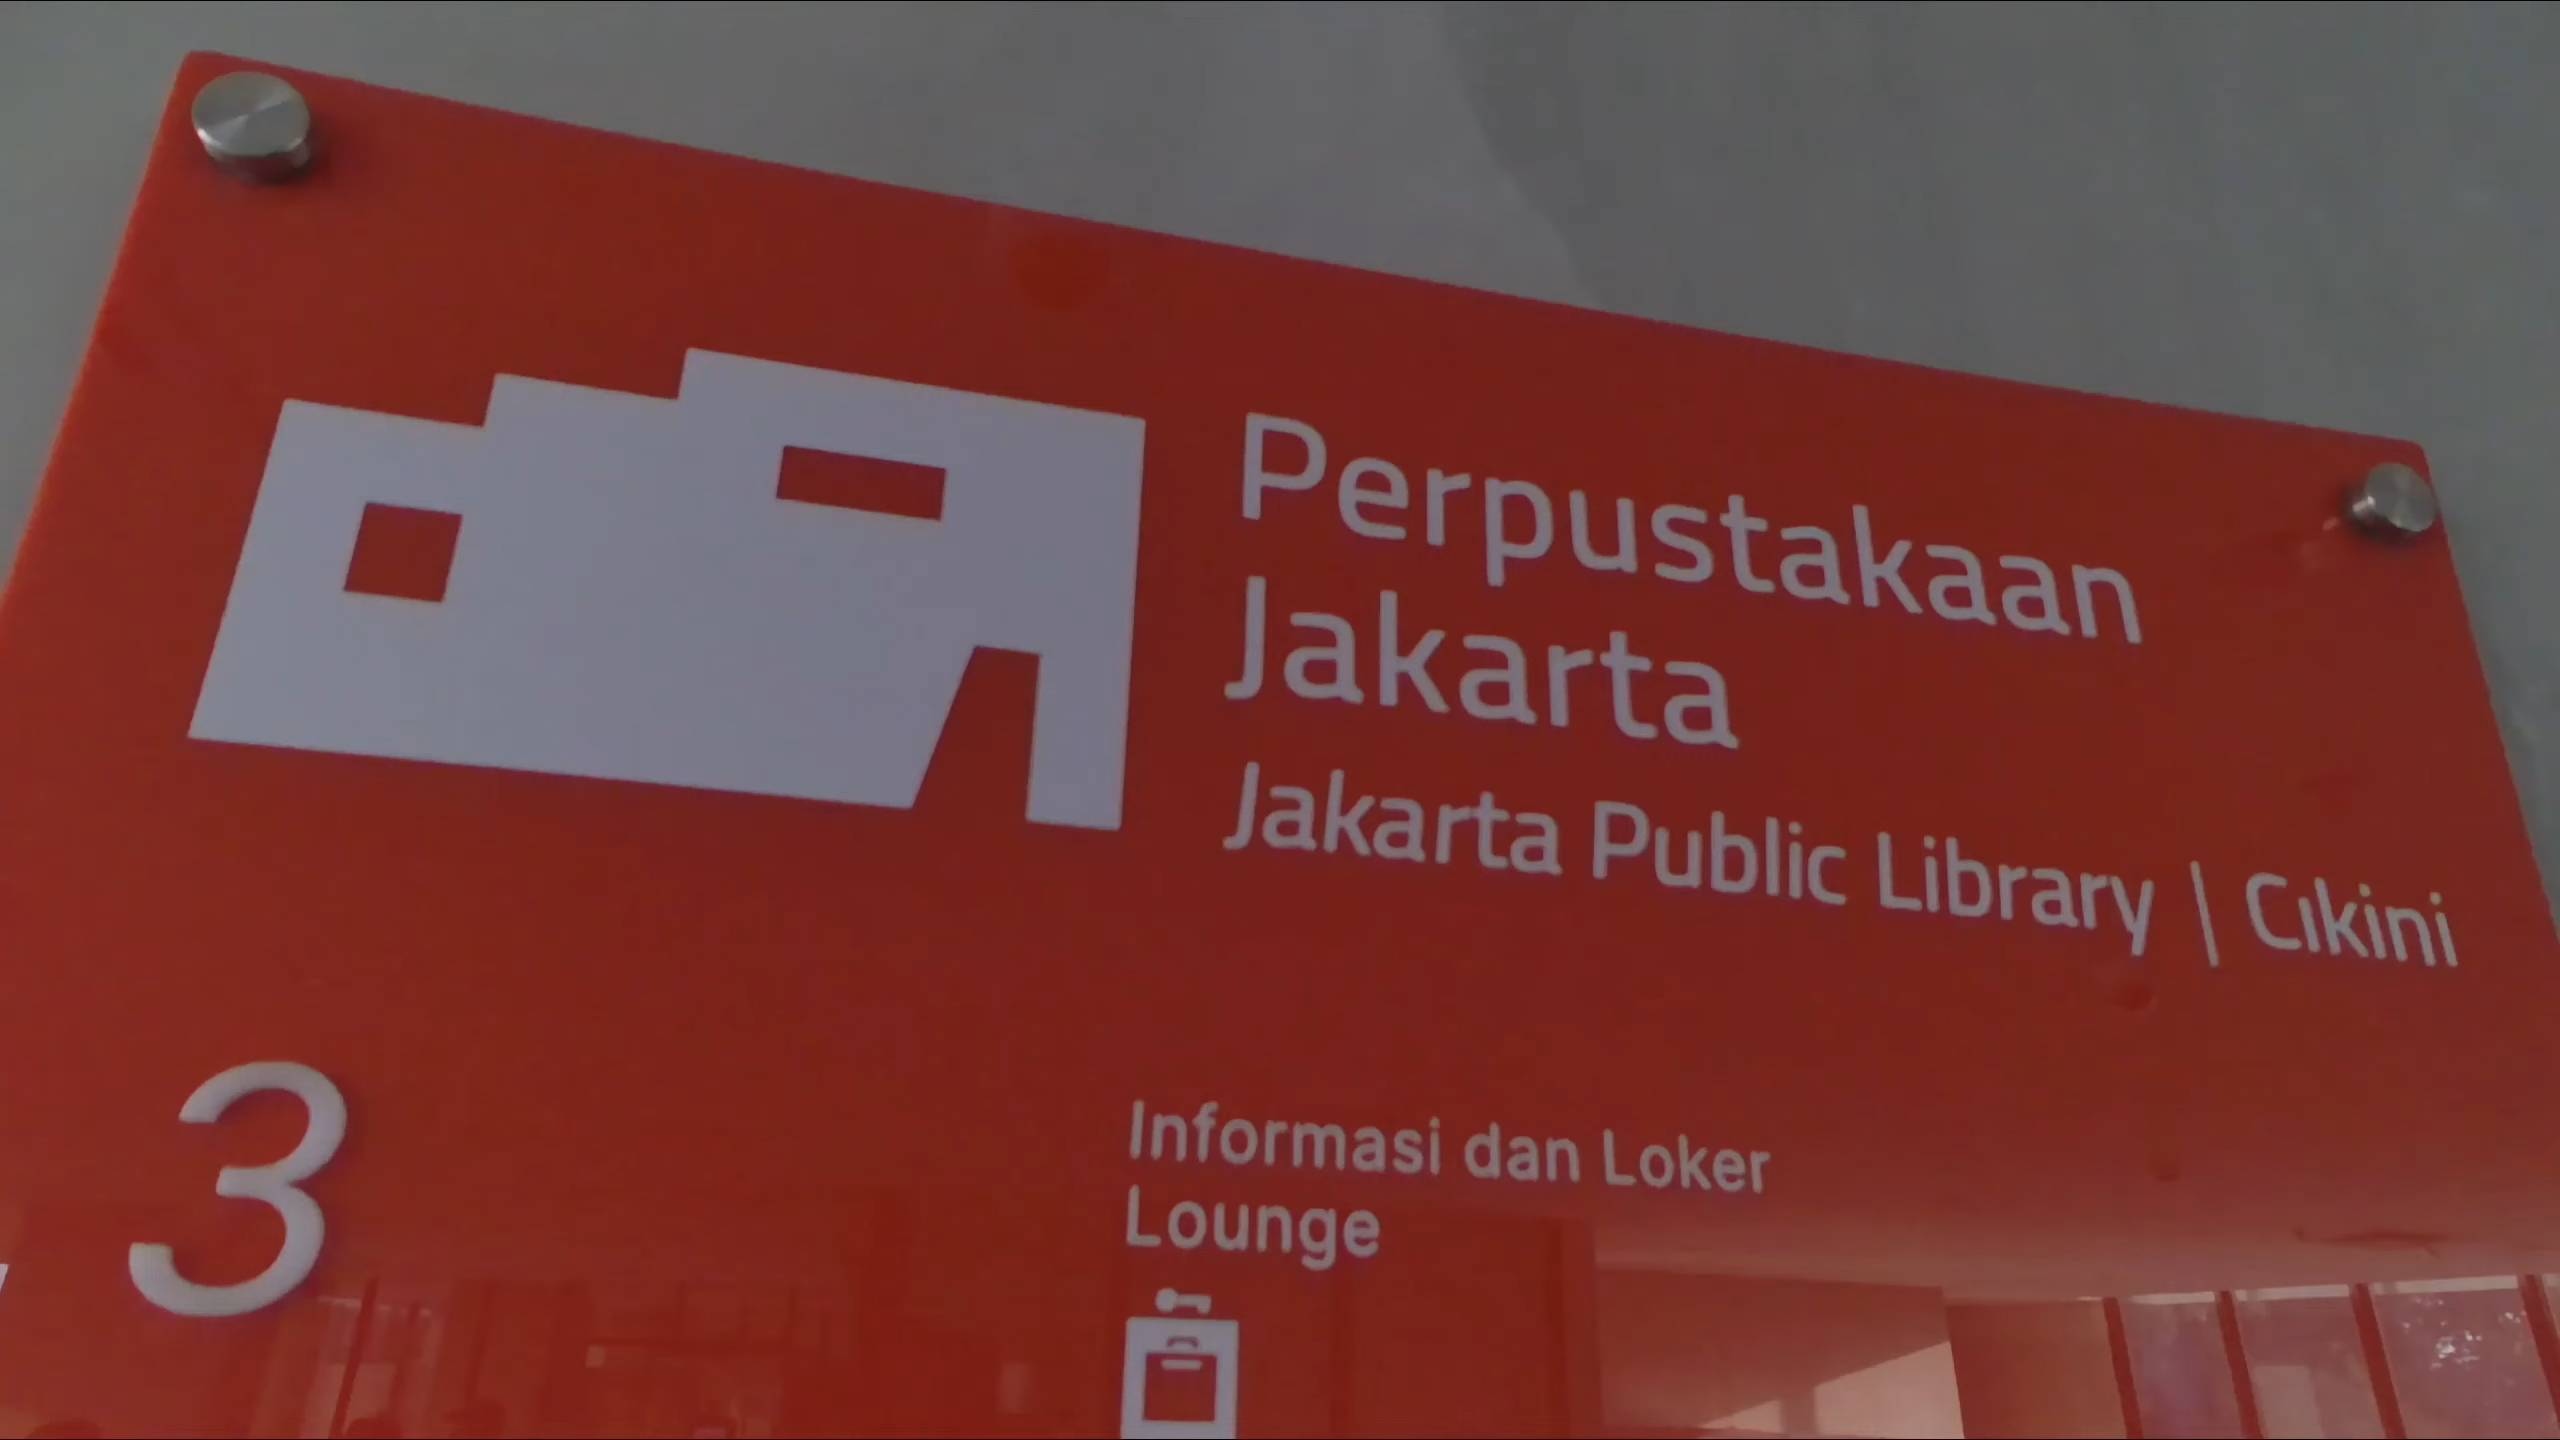 Perpustakaan
Jakarta
Jakarta Public Library | Cikini
3
Informasi dan Loker
Lounge